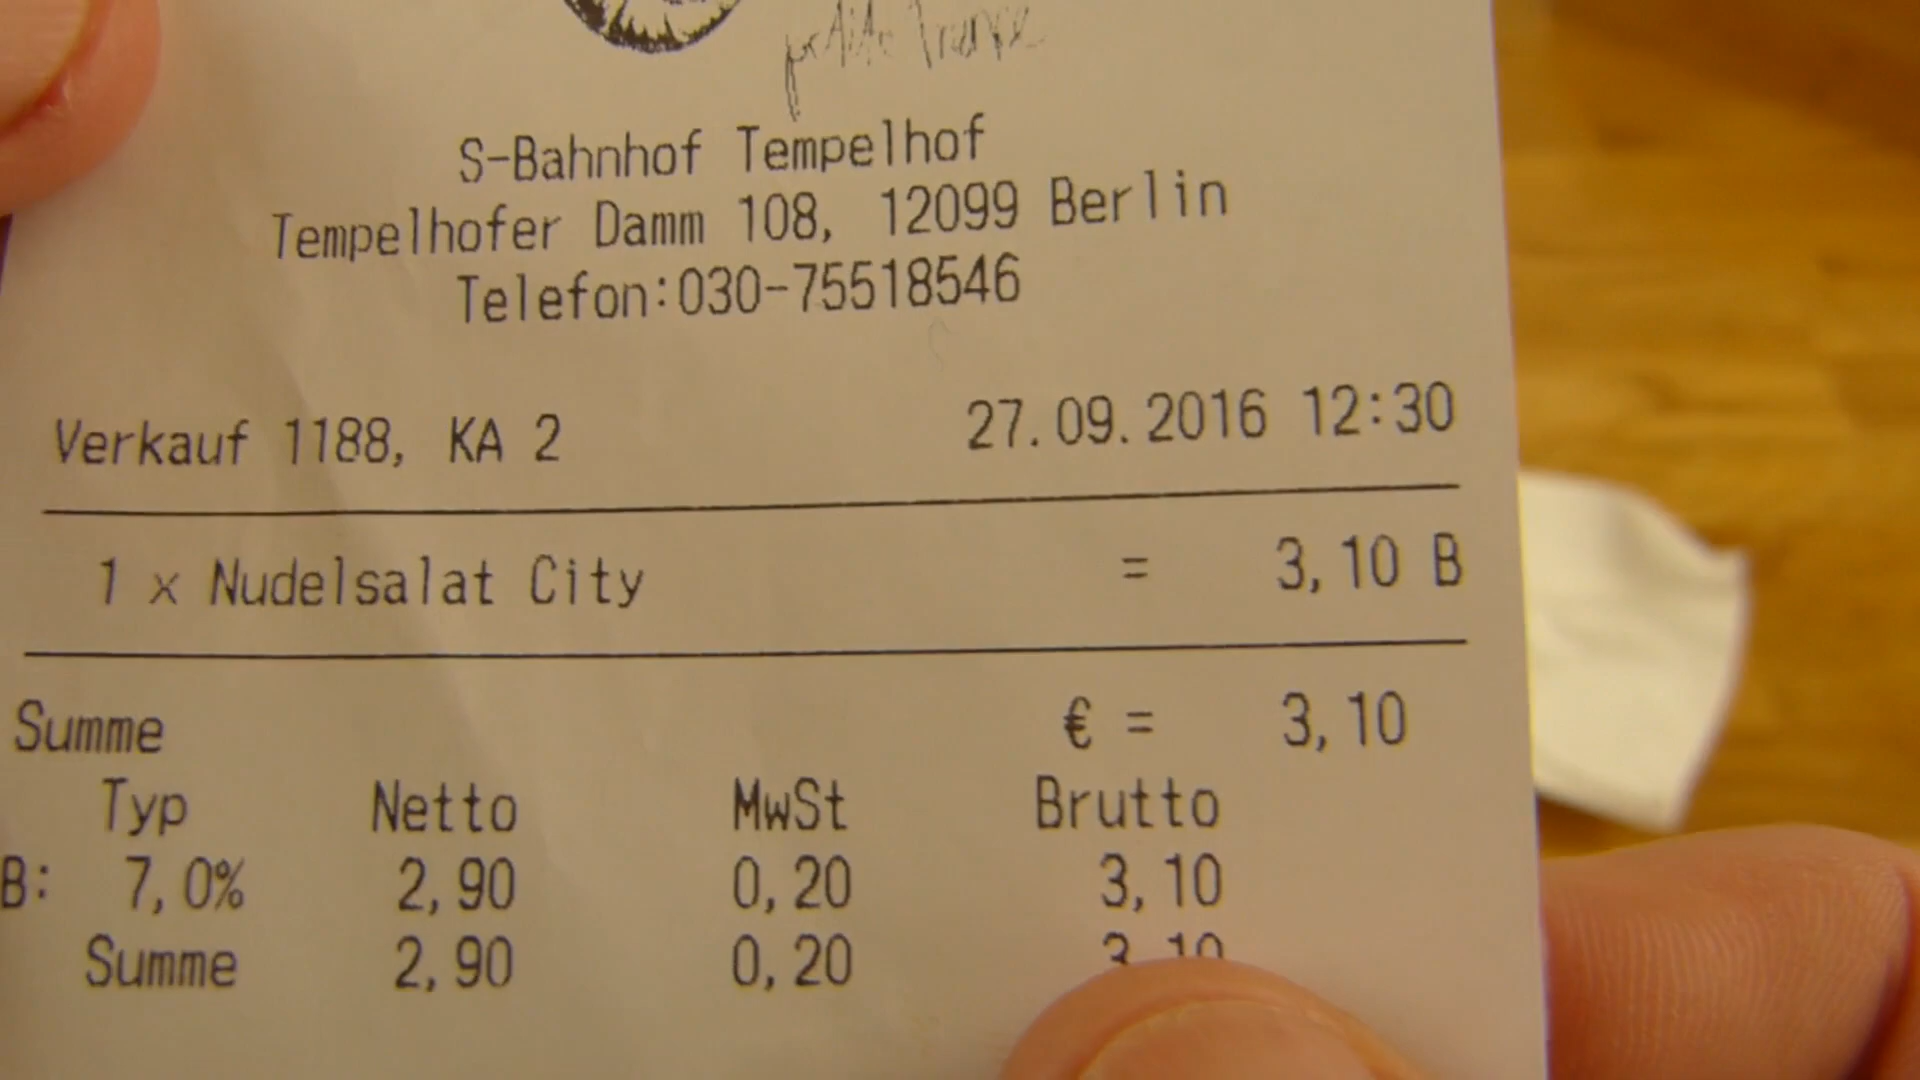 S-Bahnhof Tempelhof
Tempelhofer Damm 108, 12099 Berlin
Telefon:030-75518546
Verkauf 1188, KA 2 27.09.2016 12:30
1 x Nudelsalat City = 3,10 B
Summe € = 3,10
Typ Netto MwSt Brutto
B: 7,0% 2,90 0,20 3,10
Summe 2,90 0,20 3,10